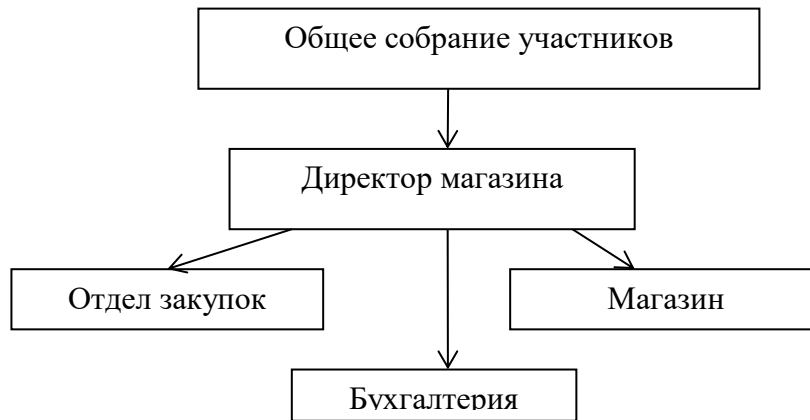 Общее собрание участников
Директор магазина
Отдел закупок
Магазин
Бухгалтерия